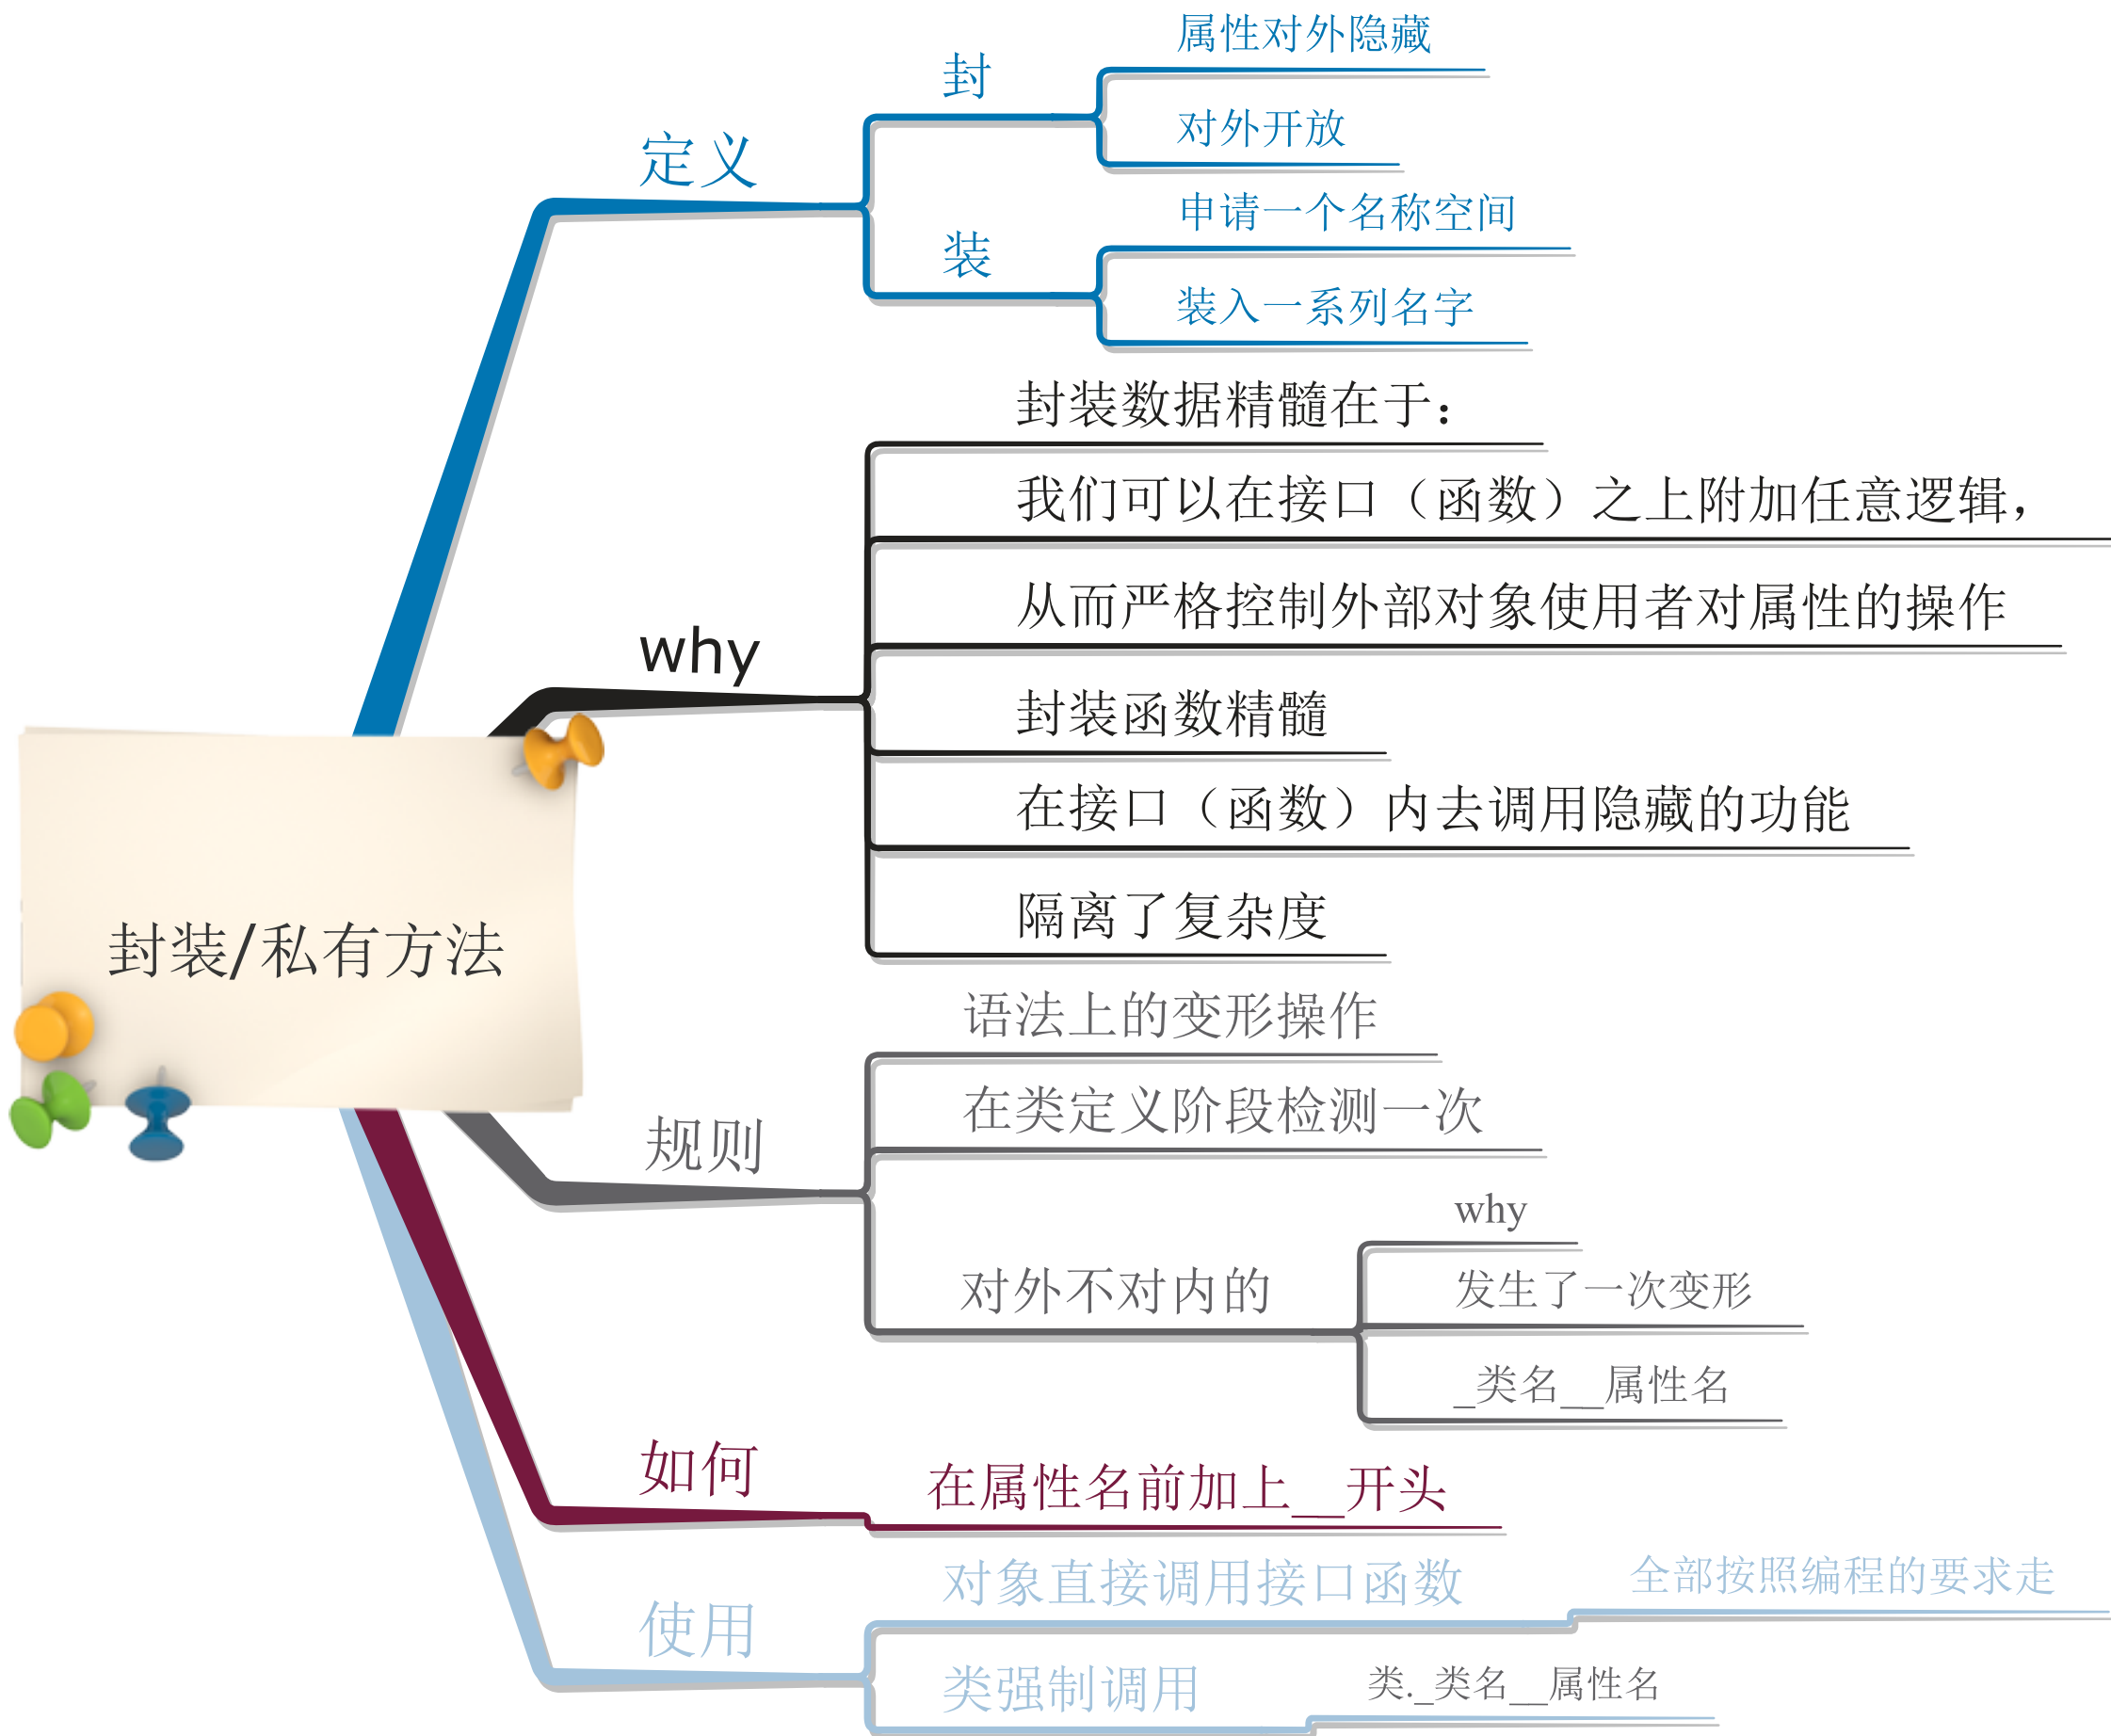 封装/私有方法
定义
封
属性对外隐藏
对外开放
装
申请一个名称空间
装入一系列名字
why
封装数据精髓在于：
我们可以在接口（函数）之上附加任意逻辑，
从而严格控制外部对象使用者对属性的操作
封装函数精髓
在接口（函数）内去调用隐藏的功能
隔离了复杂度
规则
语法上的变形操作
在类定义阶段检测一次
对外不对内的
why
发生了一次变形
_类名__属性名
如何
在属性名前加上__开头
使用
对象直接调用接口函数
全部按照编程的要求走
类强制调用
类._类名__属性名